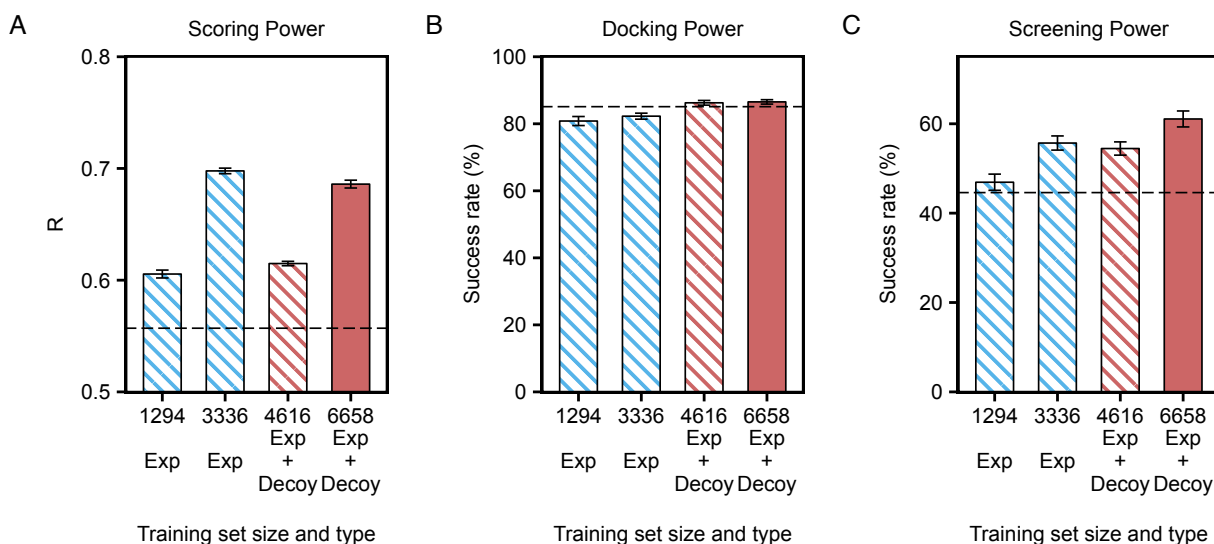 A
Scoring Power
0.8
0.7
0.6
0.5
R
1294 3336 4616 6658
Exp Exp
Exp Exp + +
Decoy Decoy
Training set size and type
B
Docking Power
100
80
60
40
20
0
Success rate (%)
1294 3336 4616 6658
Exp Exp
Exp Exp + +
Decoy Decoy
Training set size and type
C
Screening Power
60
40
20
0
Success rate (%)
1294 3336 4616 6658
Exp Exp
Exp Exp + +
Decoy Decoy
Training set size and type